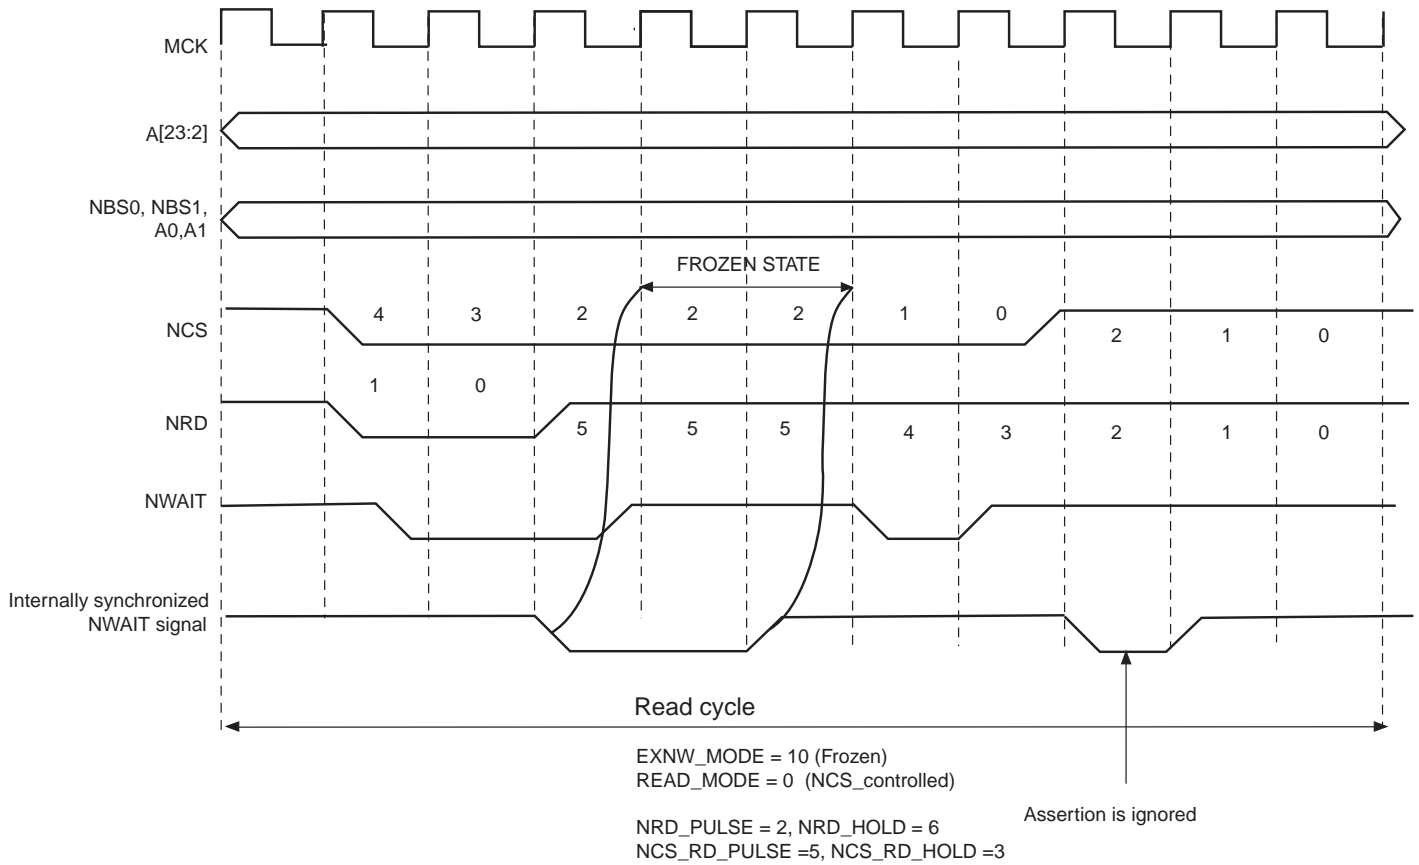 MCK
A[23:2]
NBS0, NBS1,
A0,A1
FROZEN STATE
NCS
4 3 2 2 2 1 0
2 1 0
1 0
NRD
5 5 5 4 3 2 1 0
NWAIT
Internally synchronized
NWAIT signal
Read cycle
EXNW_MODE = 10 (Frozen)
READ_MODE = 0 (NCS_controlled)
Assertion is ignored
NRD_PULSE = 2, NRD_HOLD = 6
NCS_RD_PULSE =5, NCS_RD_HOLD =3